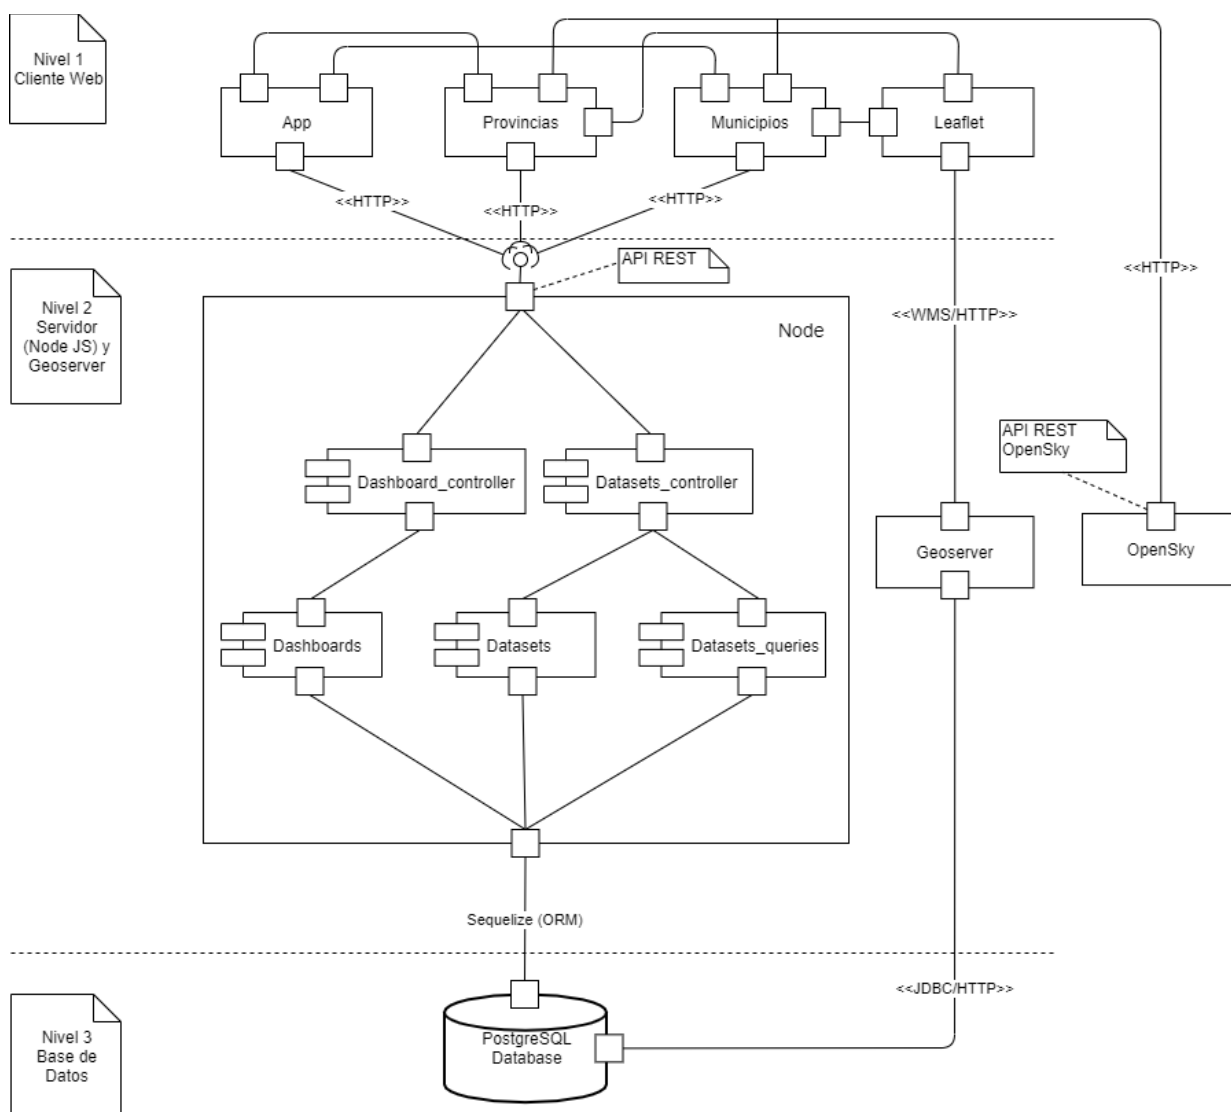 Nivel 1
Cliente Web
App
Provincias
Municipios
Leaflet
<<HTTP>>
<<HTTP>>
<<HTTP>>
API REST
<<HTTP>>
Nivel 2
Servidor
(Node JS) y
Geoserver
Node
<<WMS/HTTP>>
API REST
OpenSky
Dashboard_controller
Datasets_controller
Geoserver
OpenSky
Dashboards
Datasets
Datasets_queries
Sequelize (ORM)
<<JDBC/HTTP>>
Nivel 3
Base de
Datos
PostgreSQL
Database